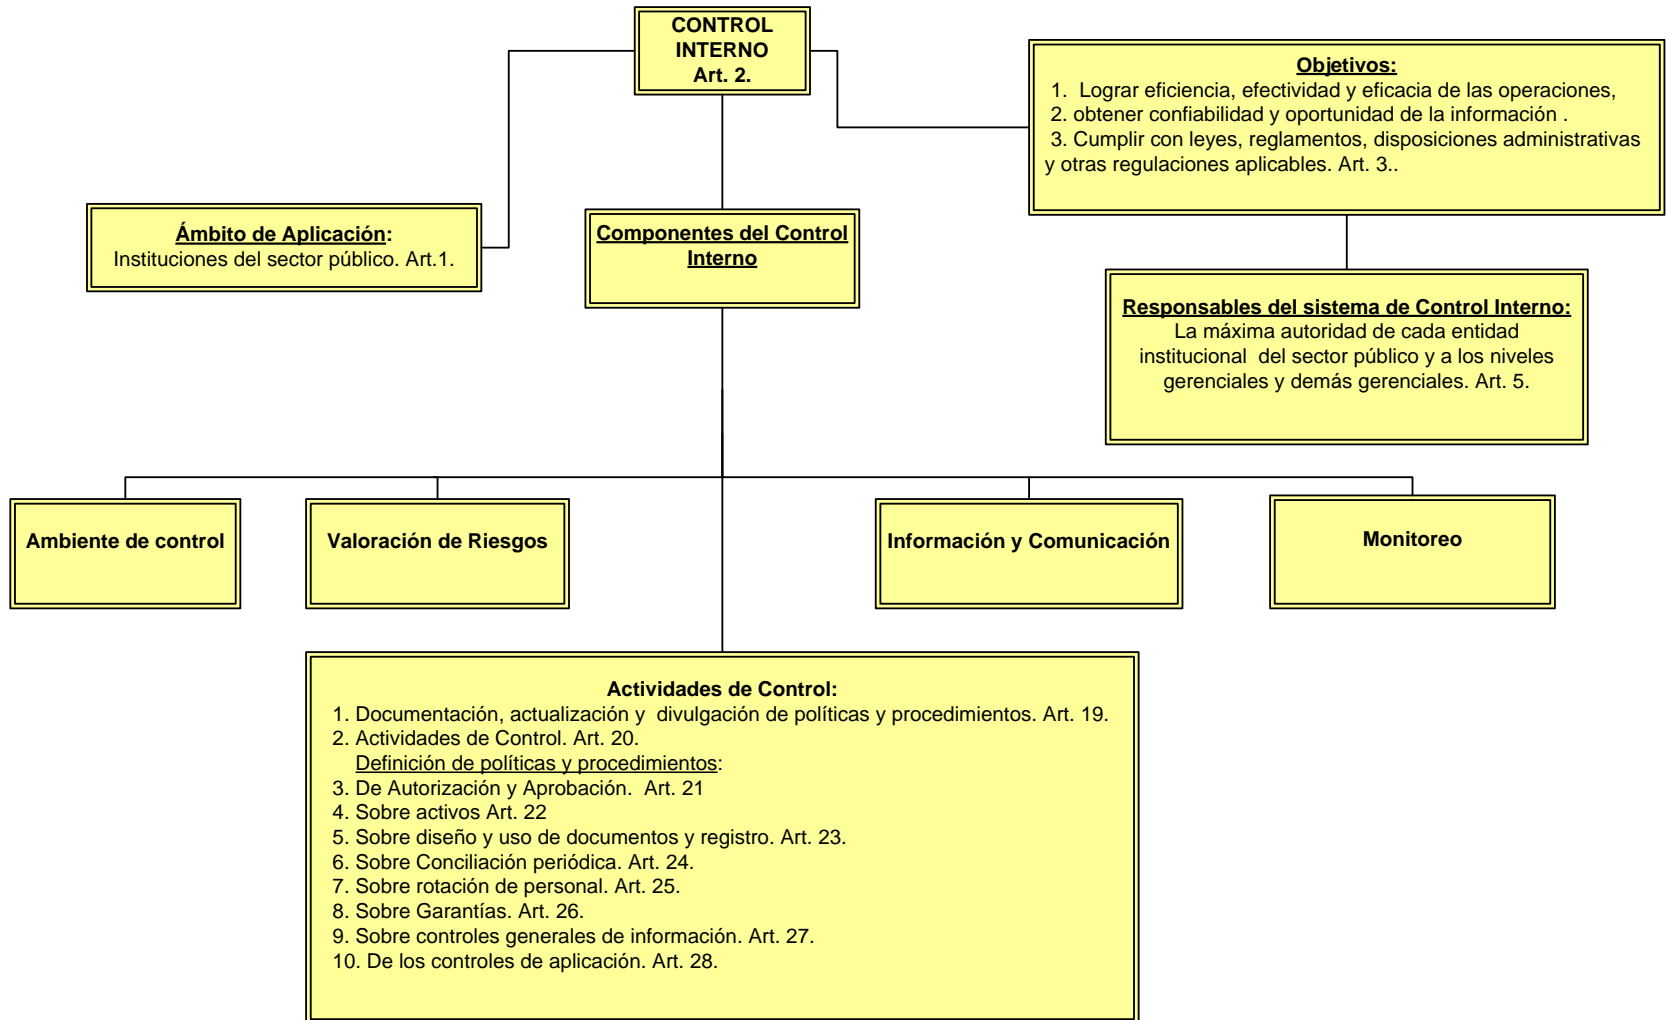 CONTROL
INTERNO
Art. 2.
Objetivos:
1. Lograr eficiencia, efectividad y eficacia de las operaciones,
2. obtener confiabilidad y oportunidad de la información .
3. Cumplir con leyes, reglamentos, disposiciones administrativas
y otras regulaciones aplicables. Art. 3..
Ámbito de Aplicación:
Instituciones del sector público. Art.1.
Componentes del Control
Interno
Responsables del sistema de Control Interno:
La máxima autoridad de cada entidad
institucional del sector público y a los niveles
gerenciales y demás gerenciales. Art. 5.
Ambiente de control
Valoración de Riesgos
Información y Comunicación
Monitoreo
Actividades de Control:
1. Documentación, actualización y divulgación de políticas y procedimientos. Art. 19.
2. Actividades de Control. Art. 20.
Definición de políticas y procedimientos:
3. De Autorización y Aprobación. Art. 21
4. Sobre activos Art. 22
5. Sobre diseño y uso de documentos y registro. Art. 23.
6. Sobre Conciliación periódica. Art. 24.
7. Sobre rotación de personal. Art. 25.
8. Sobre Garantías. Art. 26.
9. Sobre controles generales de información. Art. 27.
10. De los controles de aplicación. Art. 28.